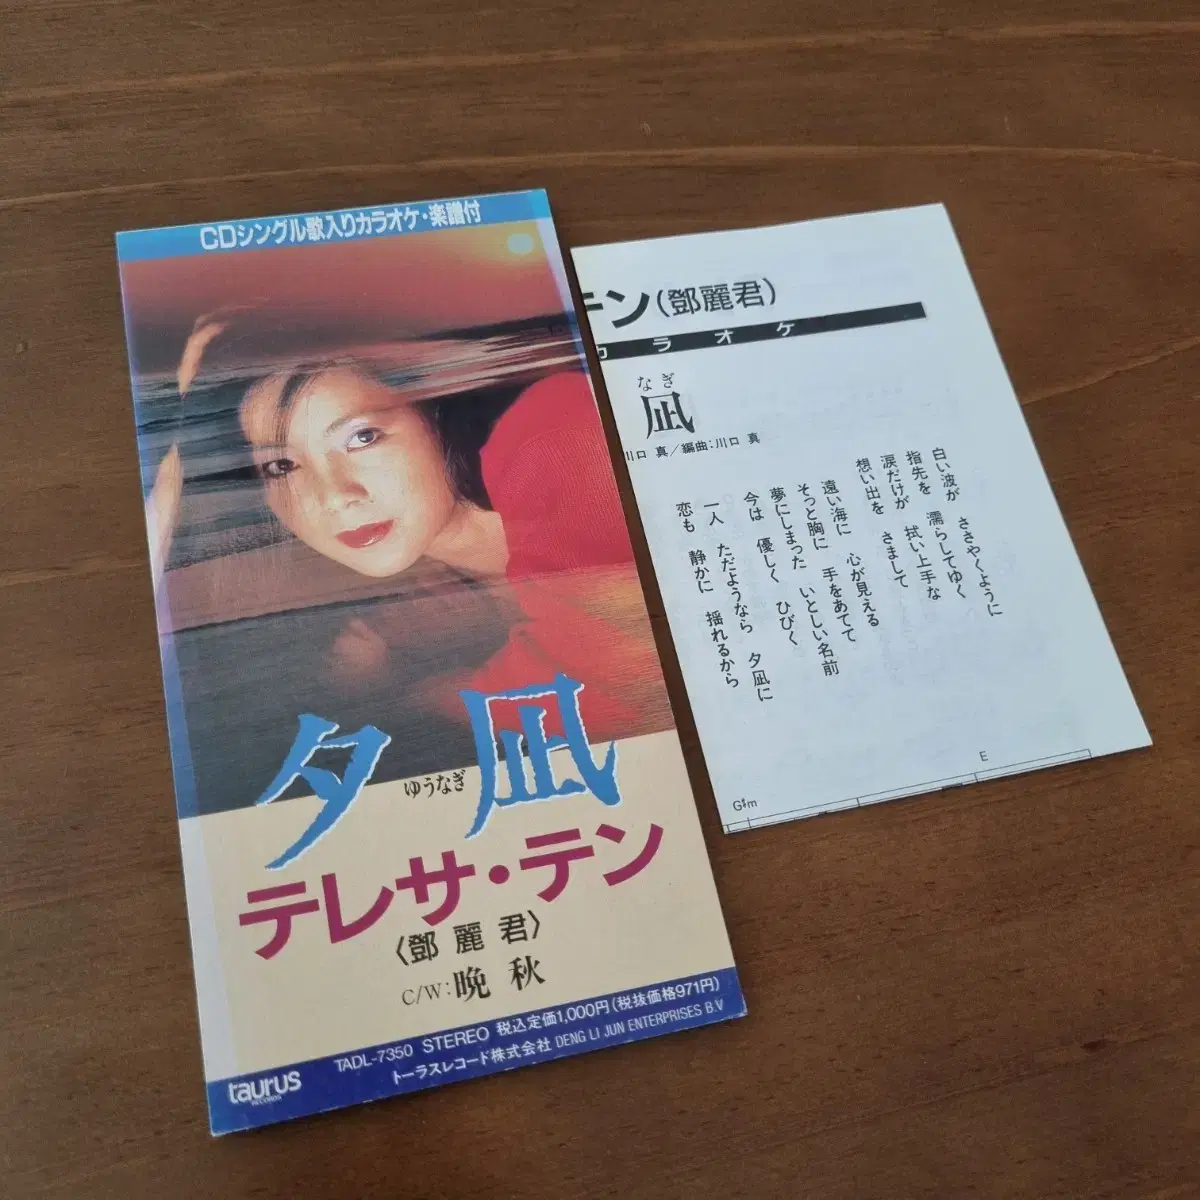 CDシングル歌入りカラオケ・楽譜付
夕凪
ゆうなぎ
テレサ・テン
〈鄧麗君〉
C/W:晩秋
TADL-7350 STEREO 税込定価1,000円(税抜価格971円)
トーラスレコード株式会社 DENG LI JUN ENTERPRISES B.V
taurus
RECORDS
テン(鄧麗君)
カラオケ
なぎ
凪
川口 真/編曲:川口 真
白い波が ささやくように
指先を 濡らしてゆく
涙だけが 拭い上手な
想い出を さまして
遠い海に 心が見える
そっと胸に 手をあてて
夢にしまった いとしい名前
今は 優しく ひびく
一人 ただようなら 夕凪に
恋も 静かに 揺れるから
G#m
E